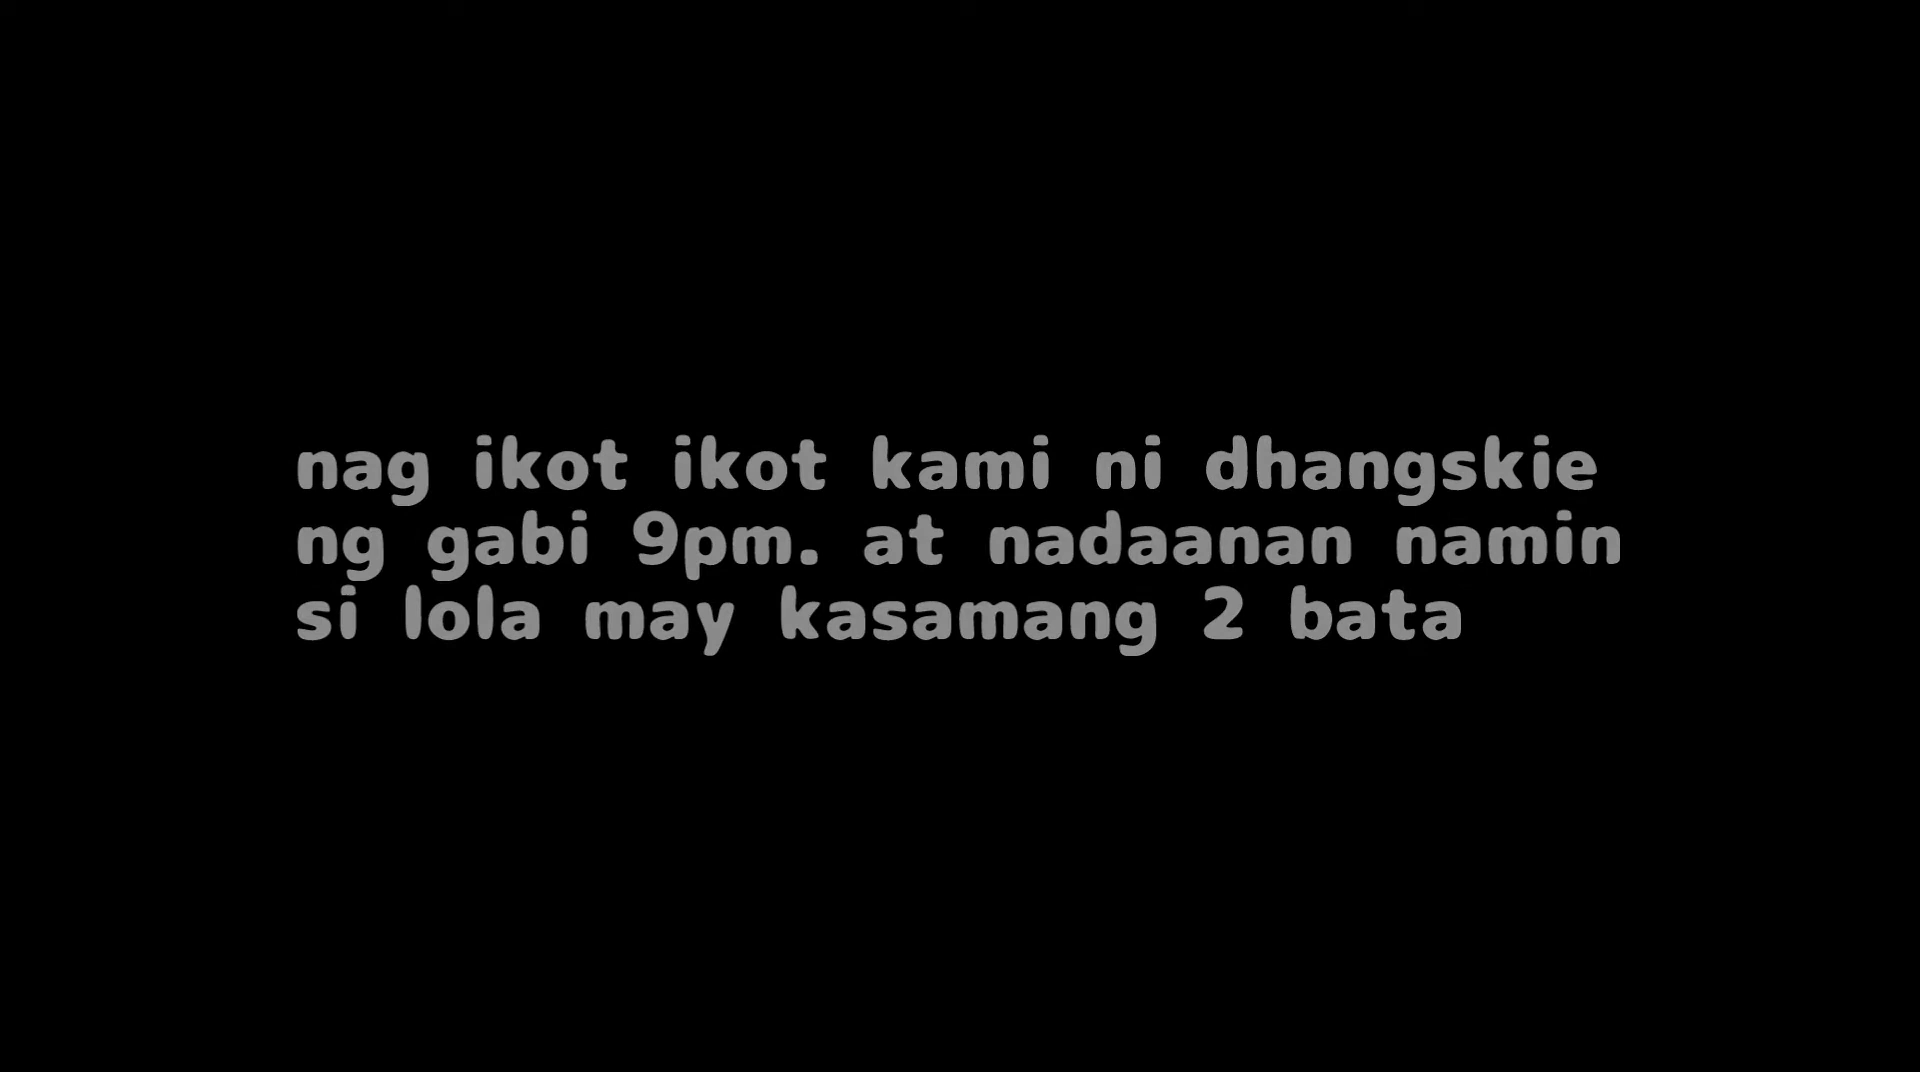 nag ikot ikot kami ni dhangskie
ng gabi 9pm. at nadaanan namin
si lola may kasamang 2 bata